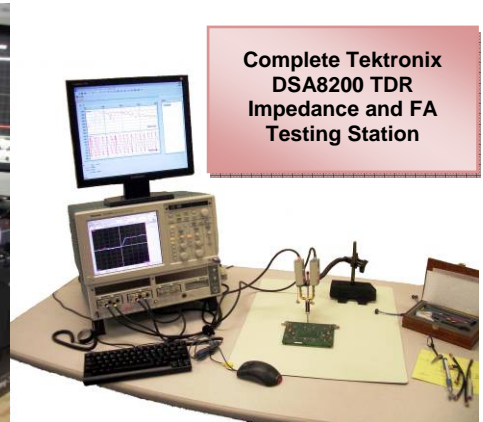 Complete Tektronix
DSA8200 TDR
Impedance and FA
Testing Station